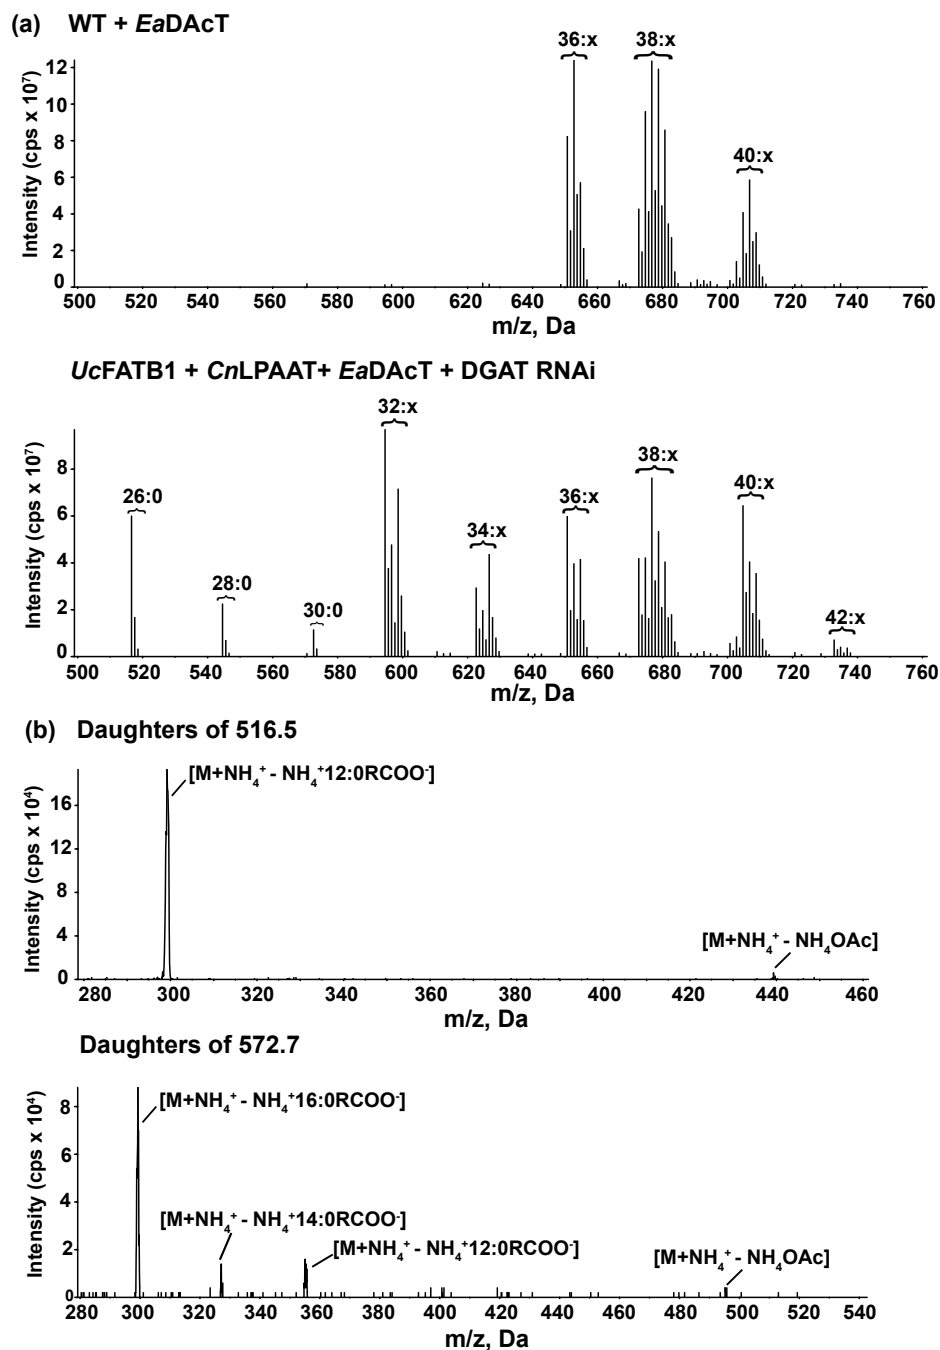 (a) WT + EaDAcT
36:x 38:x
40:x
12
10
8
6
4
2
0
Intensity (cps x 10⁷)
500 520 540 560 580 600 620 640 660 680 700 720 740 760
m/z, Da
UcFATB1 + CnLPAAT+ EaDAcT + DGAT RNAi
32:x
26:0 28:0 30:0 34:x 36:x 38:x 40:x 42:x
8
6
4
2
0
Intensity (cps x 10⁷)
500 520 540 560 580 600 620 640 660 680 700 720 740 760
m/z, Da
(b) Daughters of 516.5
[M+NH₄⁺ - NH₄⁺12:0RCOO⁻]
[M+NH₄⁺ - NH₄OAc]
16
12
8
4
0
Intensity (cps x 10⁴)
280 300 320 340 360 380 400 420 440 460
m/z, Da
Daughters of 572.7
[M+NH₄⁺ - NH₄⁺16:0RCOO⁻]
[M+NH₄⁺ - NH₄⁺14:0RCOO⁻]
[M+NH₄⁺ - NH₄⁺12:0RCOO⁻]
[M+NH₄⁺ - NH₄OAc]
8
6
4
2
0
Intensity (cps x 10⁴)
280 300 320 340 360 380 400 420 440 460 480 500 520 540
m/z, Da